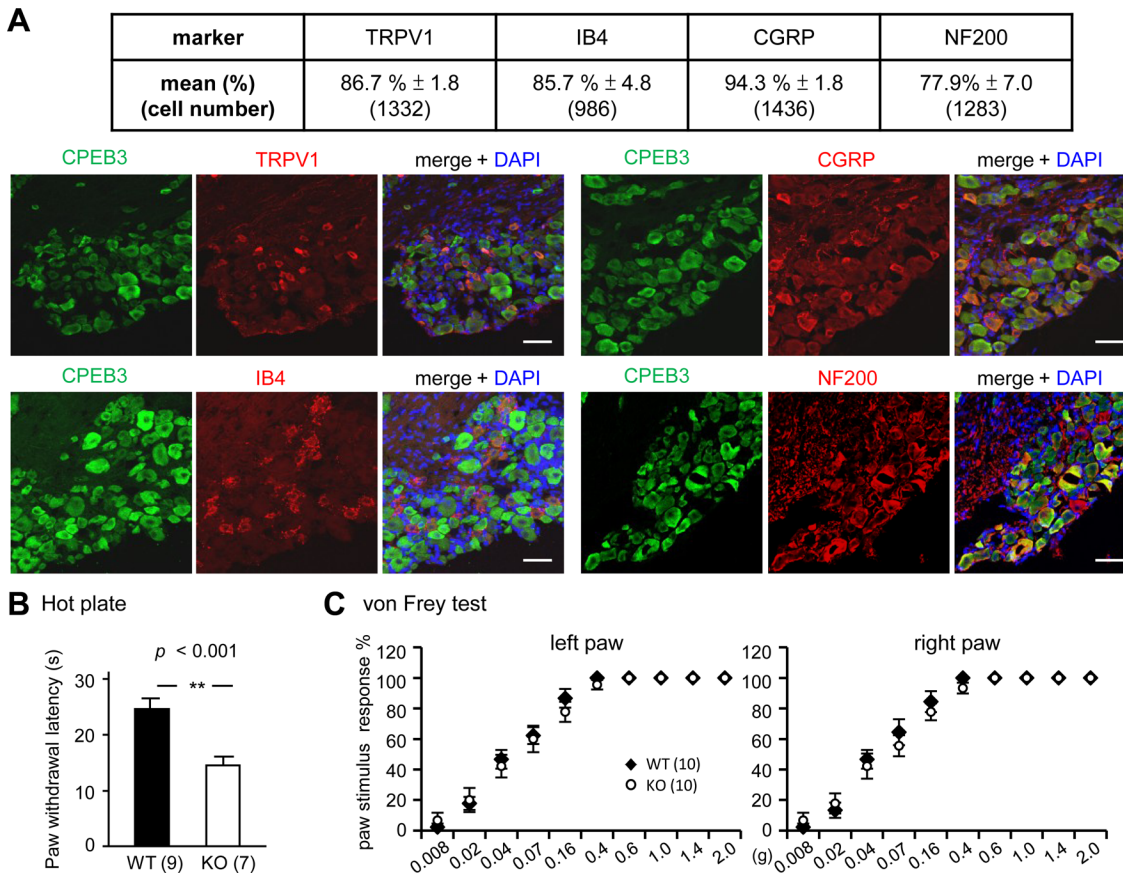 A
marker TRPV1 IB4 CGRP NF200
mean (%) 86.7 % ± 1.8 85.7 % ± 4.8 94.3 % ± 1.8 77.9% ± 7.0
(cell number) (1332) (986) (1436) (1283)
CPEB3 TRPV1 merge + DAPI CPEB3 CGRP merge + DAPI
CPEB3 IB4 merge + DAPI CPEB3 NF200 merge + DAPI
B Hot plate
Paw withdrawal latency (s)
p < 0.001
**
30
20
10
0
WT (9) KO (7)
C von Frey test
paw stimulus response %
left paw
120
100
80
60
40
20
0
WT (10)
KO (10)
0.008 0.02 0.04 0.07 0.16 0.4 0.6 1.0 1.4 2.0 (g)
right paw
120
100
80
60
40
20
0
0.008 0.02 0.04 0.07 0.16 0.4 0.6 1.0 1.4 2.0